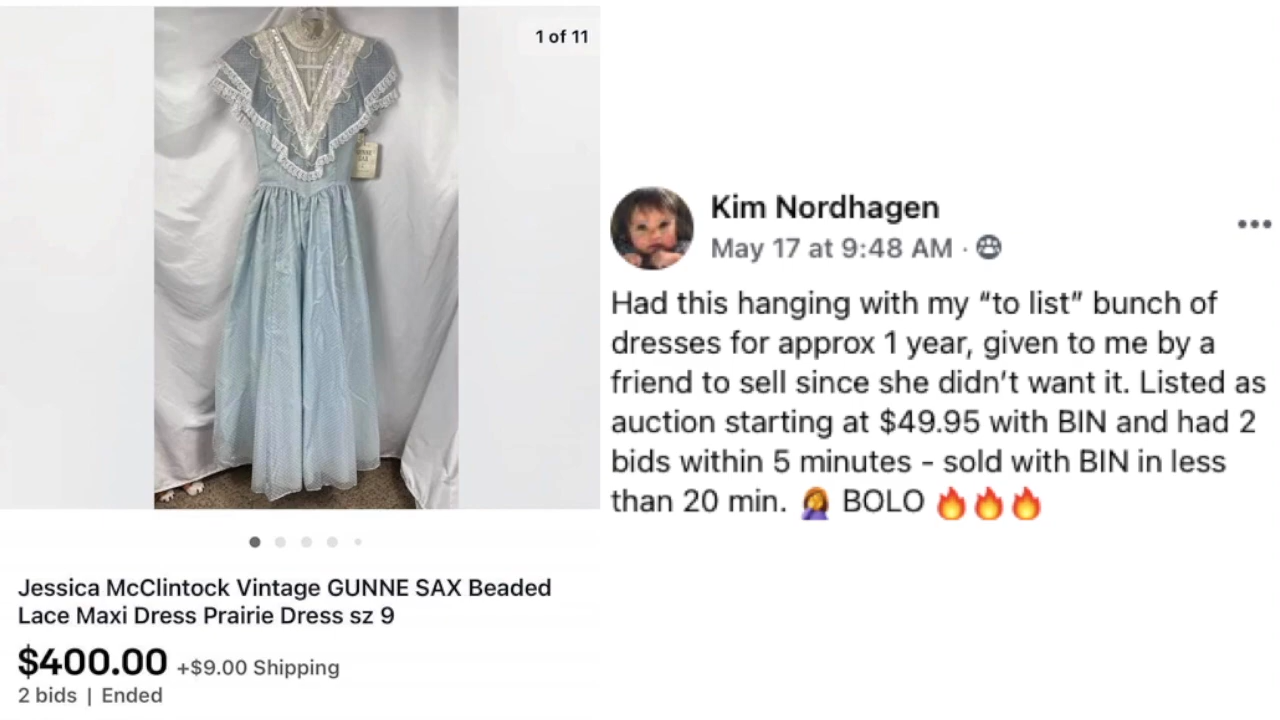 1 of 11
Jessica McClintock Vintage GUNNE SAX Beaded
Lace Maxi Dress Prairie Dress sz 9
$400.00 +$9.00 Shipping
2 bids | Ended
Kim Nordhagen
May 17 at 9:48 AM ·
Had this hanging with my “to list” bunch of
dresses for approx 1 year, given to me by a
friend to sell since she didn’t want it. Listed as
auction starting at $49.95 with BIN and had 2
bids within 5 minutes - sold with BIN in less
than 20 min. 🤦‍♀️ BOLO 🔥🔥🔥